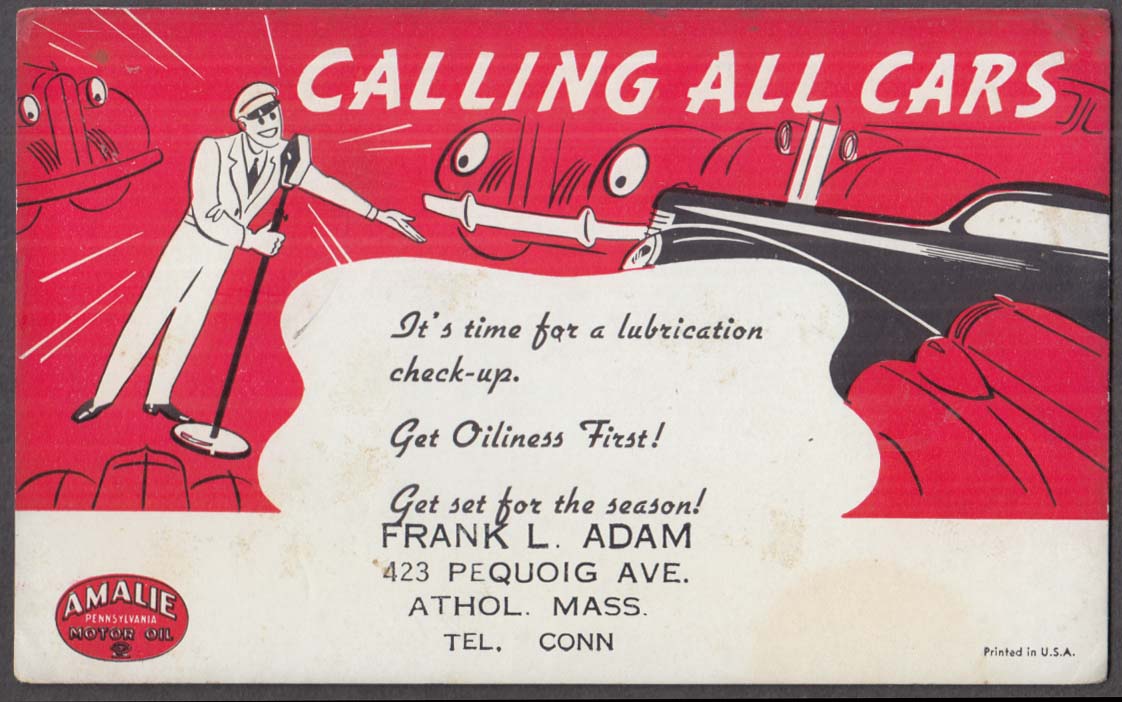 CALLING ALL CARS
It's time for a lubrication
check-up.
Get Oiliness First!
Get set for the season!
FRANK L. ADAM
423 PEQUOIG AVE.
ATHOL. MASS.
TEL. CONN
AMALIE
PENNSYLVANIA
MOTOR OIL
Printed in U.S.A.